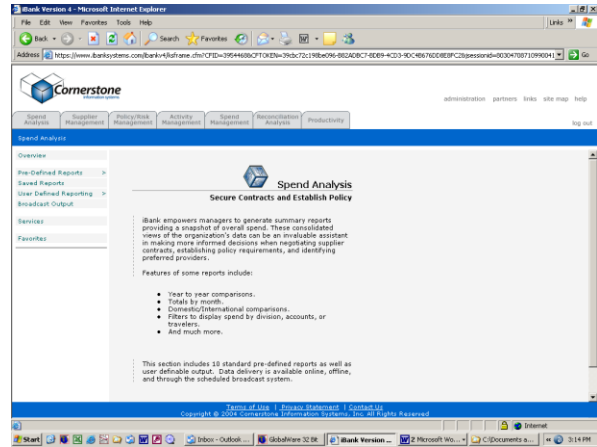 iBank Version 4 - Microsoft Internet Explorer
File Edit View Favorites Tools Help
Links »
Back Search Favorites
Address Go
Cornerstone
information systems
administration partners links site map help
Spend Analysis
Supplier Management
Policy/Risk Management
Activity Management
Spend Management
Reconciliation Analysis
Productivity
log out
Spend Analysis
Overview
Pre-Defined Reports >
Saved Reports
User Defined Reporting >
Broadcast Output
Services
Favorites
Spend Analysis
Secure Contracts and Establish Policy
iBank empowers managers to generate summary reports
providing a snapshot of overall spend. These consolidated
views of the organization's data can be an invaluable assistant
in making more informed decisions when negotiating supplier
contracts, establishing policy requirements, and identifying
preferred providers.
Features of some reports include:
• Year to year comparisons.
• Totals by month.
• Domestic/International comparisons.
• Filters to display spend by division, accounts, or
travelers.
• And much more.
This section includes 18 standard pre-defined reports as well as
user definable output. Data delivery is available online, offline,
and through the scheduled broadcast system.
Terms of Use | Privacy Statement | Contact Us
Copyright © 2004 Cornerstone Information Systems, Inc. All Rights Reserved
Internet
Start
Inbox - Outlook ...
GlobalWare 32 Bit
iBank Version ...
2 Microsoft Wo...
C:\Documents a...
3:14 PM